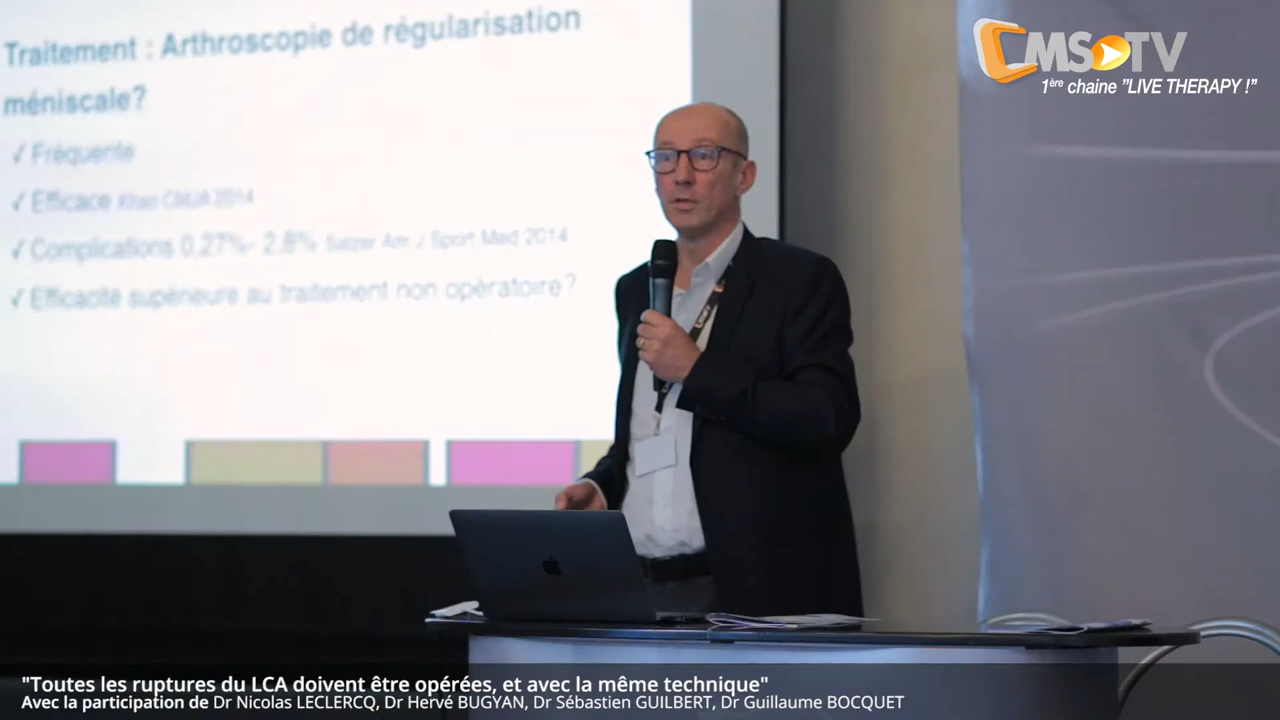 Traitement : Arthroscopie de régularisation
méniscale?
✓ Fréquente
✓ Efficace Khan CMJA 2014
✓ Complications 0,27%- 2,8% Salzer Am J Sport Med 2014
✓ Efficacité supérieure au traitement non opératoire?
CMS TV
1ère chaine "LIVE THERAPY !"
"Toutes les ruptures du LCA doivent être opérées, et avec la même technique"
Avec la participation de Dr Nicolas LECLERCQ, Dr Hervé BUGYAN, Dr Sébastien GUILBERT, Dr Guillaume BOCQUET